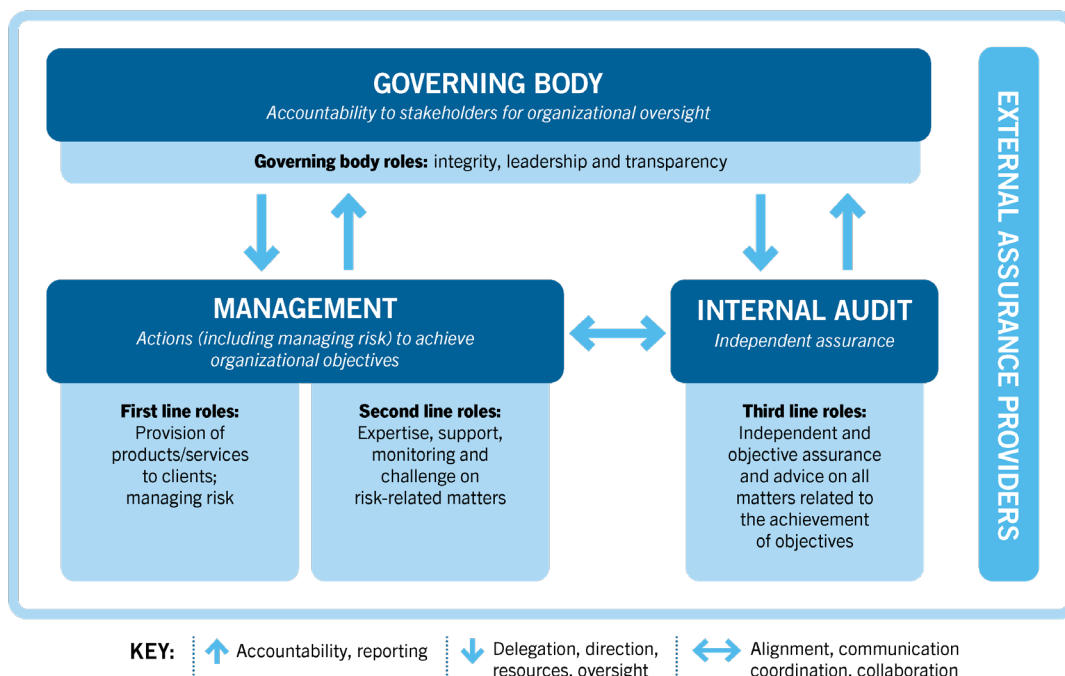 GOVERNING BODY
Accountability to stakeholders for organizational oversight
Governing body roles: integrity, leadership and transparency
MANAGEMENT
Actions (including managing risk) to achieve
organizational objectives
INTERNAL AUDIT
Independent assurance
First line roles:
Provision of
products/services
to clients;
managing risk
Second line roles:
Expertise, support,
monitoring and
challenge on
risk-related matters
Third line roles:
Independent and
objective assurance
and advice on all
matters related to
the achievement
of objectives
EXTERNAL ASSURANCE PROVIDERS
KEY:
Accountability, reporting
Delegation, direction,
resources, oversight
Alignment, communication
coordination, collaboration